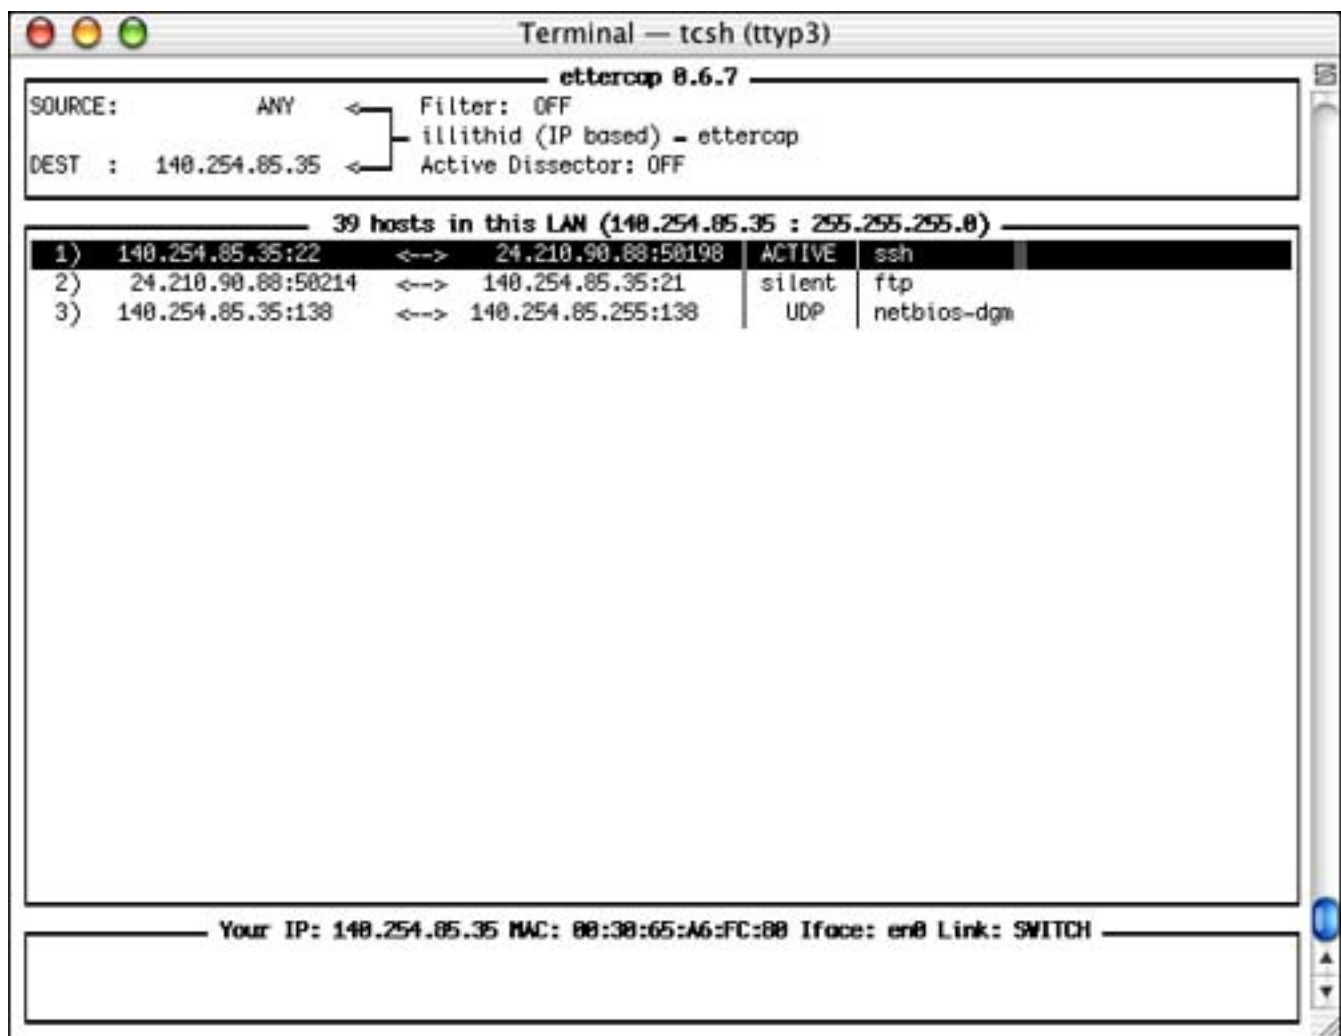 Terminal — tcsh (ttyp3)
ettercap 0.6.7
SOURCE: ANY <— Filter: OFF
illithid (IP based) - ettercap
DEST : 140.254.85.35 <— Active Dissector: OFF
39 hosts in this LAN (140.254.85.35 : 255.255.255.0)
1) 140.254.85.35:22 <--> 24.210.90.88:50198 | ACTIVE | ssh
2) 24.210.90.88:50214 <--> 140.254.85.35:21 | silent | ftp
3) 140.254.85.35:138 <--> 140.254.85.255:138 | UDP | netbios-dgm
Your IP: 140.254.85.35 MAC: 00:30:65:A6:FC:80 Iface: en0 Link: SWITCH